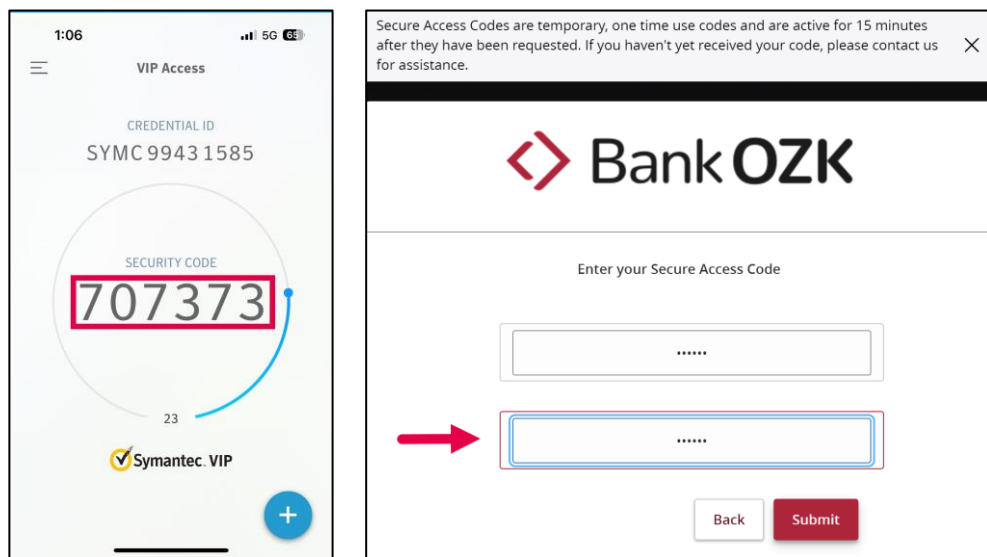 1:06
5G 65
VIP Access
CREDENTIAL ID
SYMC 99431585
SECURITY CODE
707373
23
Symantec. VIP
+
Secure Access Codes are temporary, one time use codes and are active for 15 minutes
after they have been requested. If you haven't yet received your code, please contact us
for assistance.
Bank OZK
Enter your Secure Access Code
••••••
••••••
Back
Submit